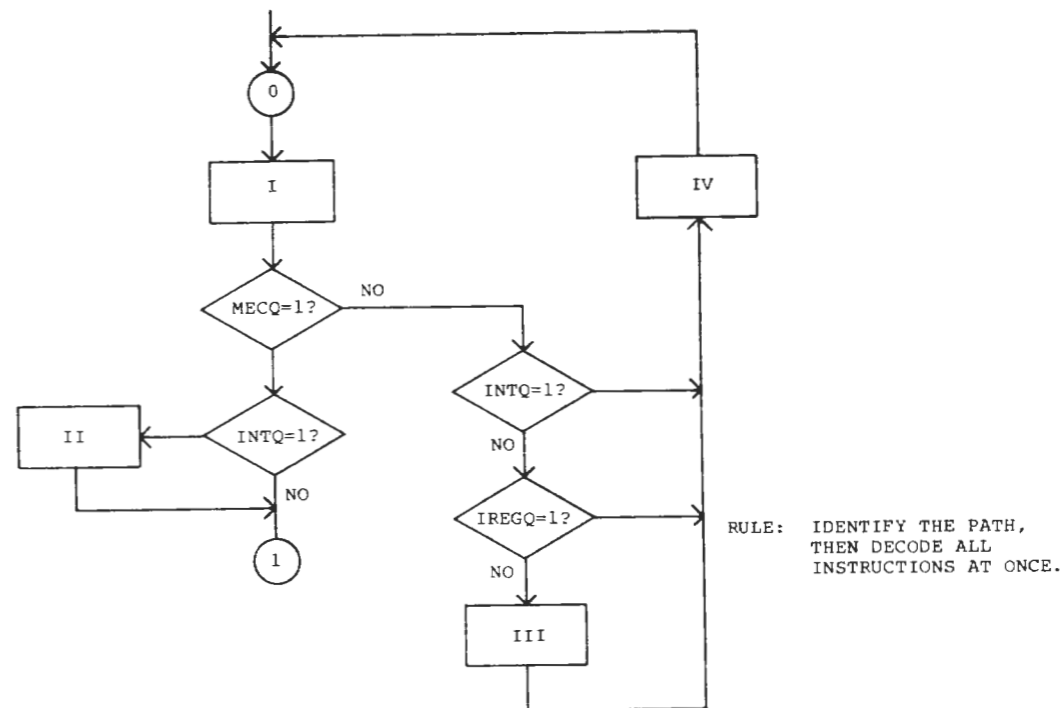 0
I
IV
MECQ=1?
NO
INTQ=1?
INTQ=1?
II
NO
NO
IREGQ=1?
1
NO
III
RULE: IDENTIFY THE PATH,
THEN DECODE ALL
INSTRUCTIONS AT ONCE.